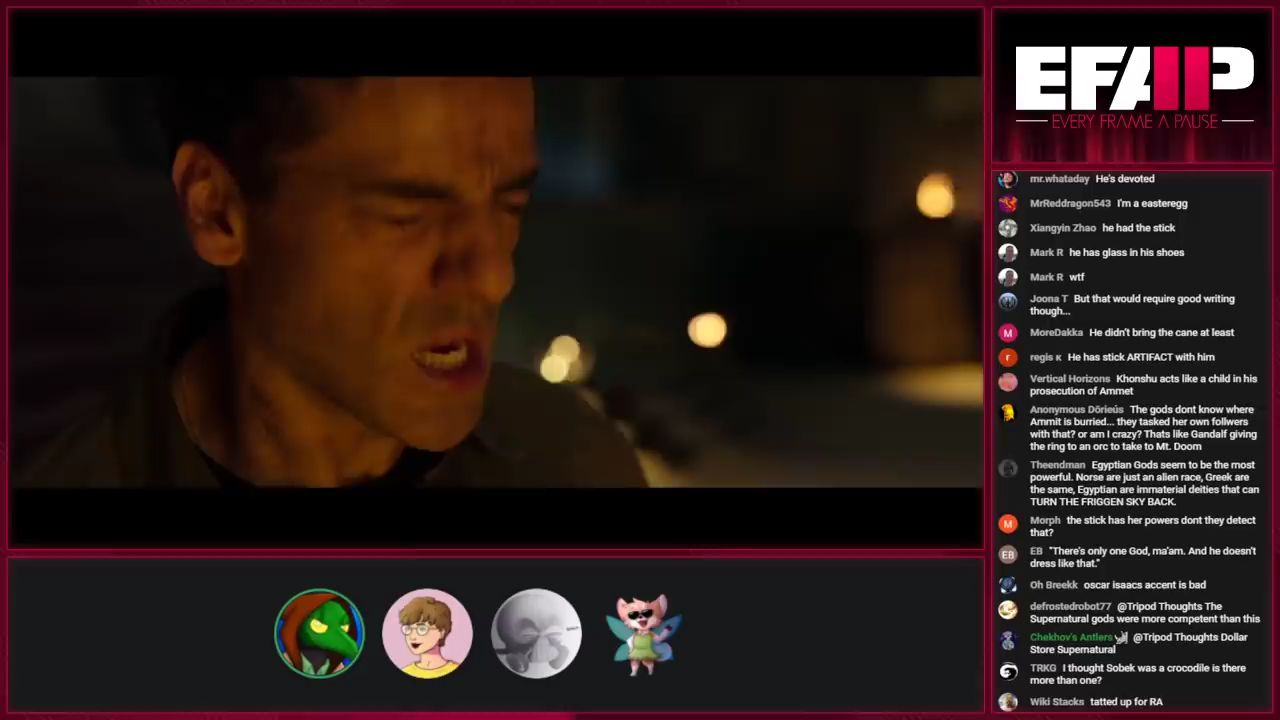 EFAP
EVERY FRAME A PAUSE
mr.whataday He's devoted
MrReddragon543 I'm a easteregg
Xiangyin Zhao he had the stick
Mark R he has glass in his shoes
Mark R wtf
Joona T But that would require good writing
though...
M MoreDakka He didn't bring the cane at least
r regis κ He has stick ARTIFACT with him
Vertical Horizons Khonshu acts like a child in his
prosecution of Ammet
Anonymous Dōrieús The gods dont know where
Ammit is burried... they tasked her own follwers
with that? or am I crazy? Thats like Gandalf giving
the ring to an orc to take to Mt. Doom
Theendman Egyptian Gods seem to be the most
powerful. Norse are just an alien race, Greek are
the same, Egyptian are immaterial deities that can
TURN THE FRIGGEN SKY BACK.
M Morph the stick has her powers dont they detect
that?
EB EB "There's only one God, ma'am. And he doesn't
dress like that."
Oh Breekk oscar isaacs accent is bad
defrostedrobot77 @Tripod Thoughts The
Supernatural gods were more competent than this
Chekhov's Antlers @Tripod Thoughts Dollar
Store Supernatural
TRKG I thought Sobek was a crocodile is there
more than one?
Wiki Stacks tatted up for RA